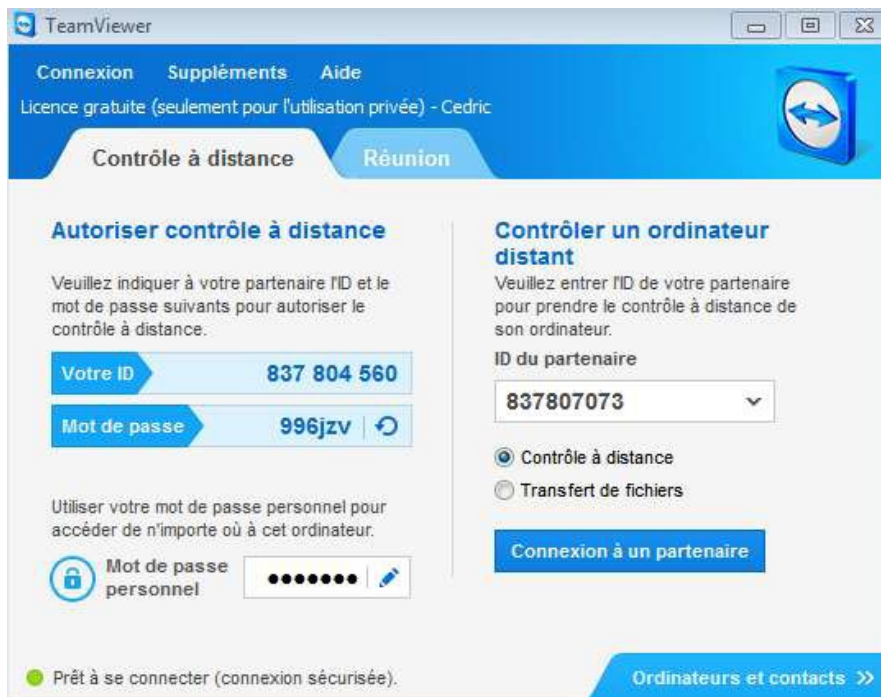 TeamViewer
Connexion Suppléments Aide
Licence gratuite (seulement pour l'utilisation privée) - Cedric
Contrôle à distance Réunion
Autoriser contrôle à distance
Veuillez indiquer à votre partenaire l'ID et le
mot de passe suivants pour autoriser le
contrôle à distance.
Votre ID 837 804 560
Mot de passe 996jzv
Utiliser votre mot de passe personnel pour
accéder de n'importe où à cet ordinateur.
Mot de passe
personnel
Contrôler un ordinateur
distant
Veuillez entrer l'ID de votre partenaire
pour prendre le contrôle à distance de
son ordinateur.
ID du partenaire
837807073
Contrôle à distance
Transfert de fichiers
Connexion à un partenaire
Prêt à se connecter (connexion sécurisée).
Ordinateurs et contacts >>